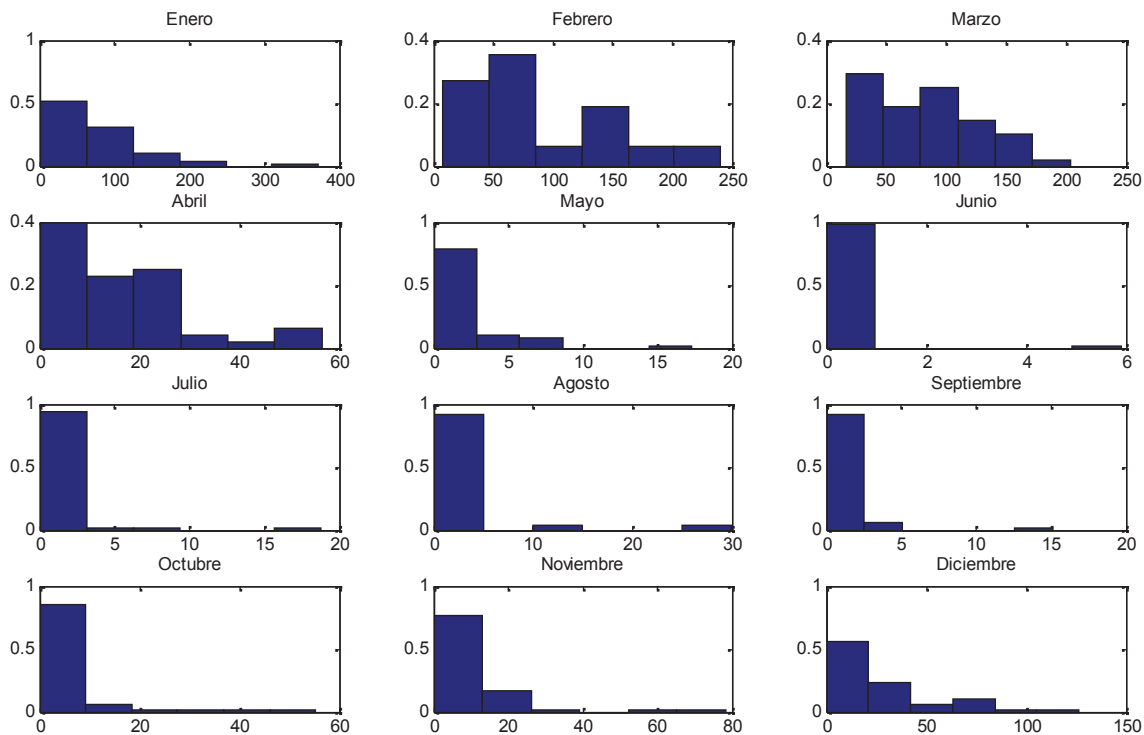 Enero Febrero Marzo
1 0.4 0.4
0.5 0.2 0.2
0 0 0
0 100 200 300 400 0 50 100 150 200 250 0 50 100 150 200 250
Abril Mayo Junio
0.4 1 1
0.2 0.5 0.5
0 0 0
0 20 40 60 0 5 10 15 20 0 2 4 6
Julio Agosto Septiembre
1 1 1
0.5 0.5 0.5
0 0 0
0 5 10 15 20 0 10 20 30 0 5 10 15 20
Octubre Noviembre Diciembre
1 1 1
0.5 0.5 0.5
0 0 0
0 20 40 60 0 20 40 60 80 0 50 100 150